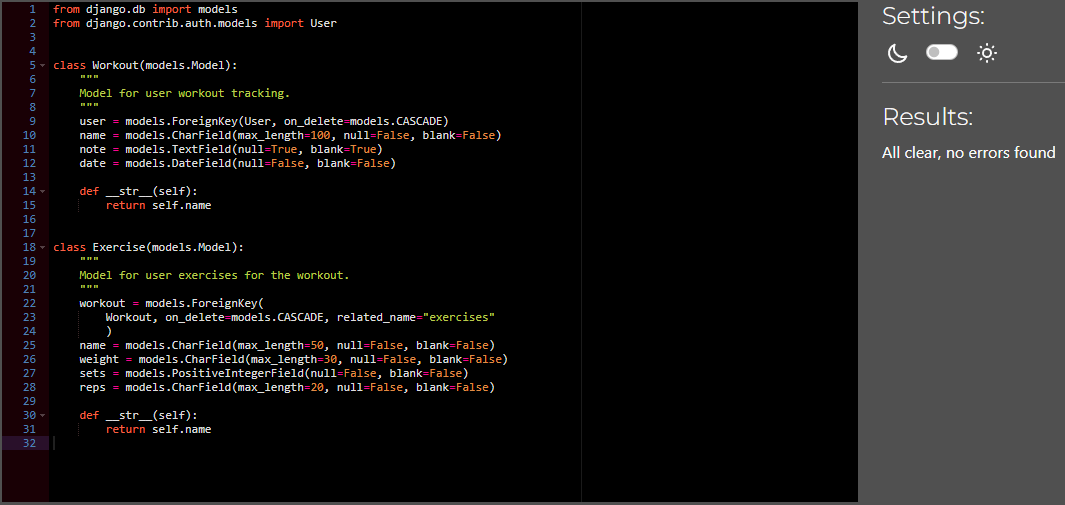 1 from django.db import models
2 from django.contrib.auth.models import User
3
4
5 class Workout(models.Model):
6     """
7     Model for user workout tracking.
8     """
9     user = models.ForeignKey(User, on_delete=models.CASCADE)
10     name = models.CharField(max_length=100, null=False, blank=False)
11     note = models.TextField(null=True, blank=True)
12     date = models.DateField(null=False, blank=False)
13
14     def __str__(self):
15         return self.name
16
17
18 class Exercise(models.Model):
19     """
20     Model for user exercises for the workout.
21     """
22     workout = models.ForeignKey(
23         Workout, on_delete=models.CASCADE, related_name="exercises"
24         )
25     name = models.CharField(max_length=50, null=False, blank=False)
26     weight = models.CharField(max_length=30, null=False, blank=False)
27     sets = models.PositiveIntegerField(null=False, blank=False)
28     reps = models.CharField(max_length=20, null=False, blank=False)
29
30     def __str__(self):
31         return self.name
32
Settings:
Results:
All clear, no errors found